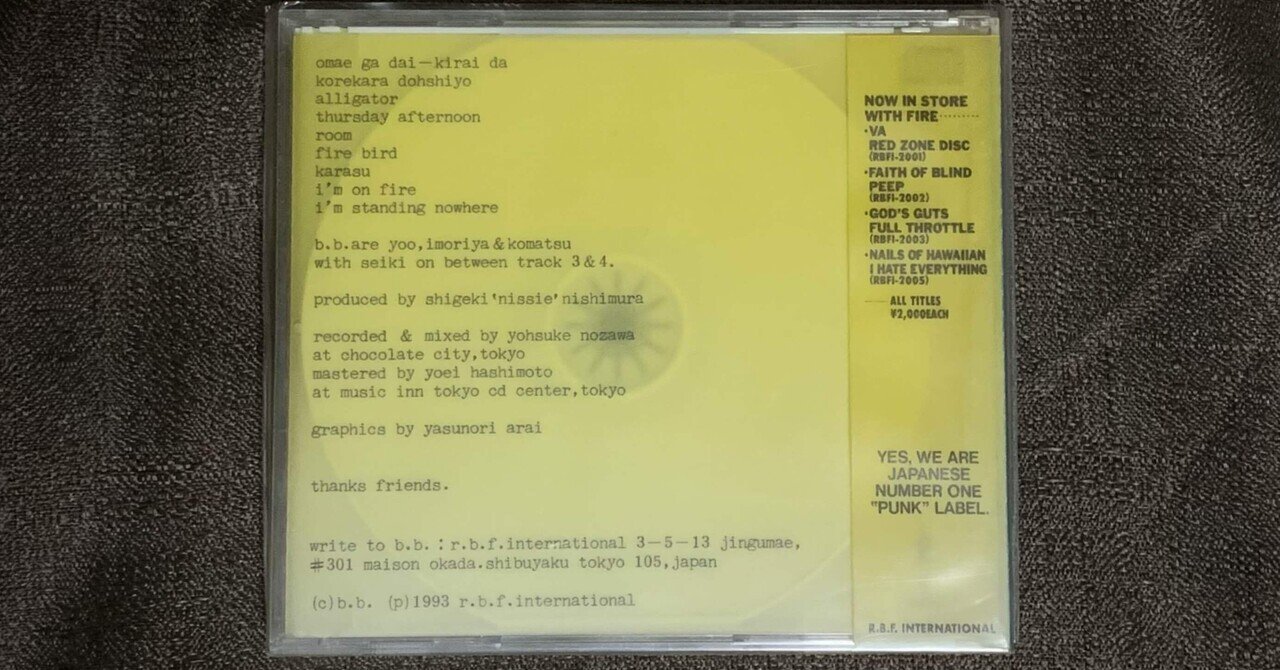 omae ga dai-kirai da
korekara dohshiyo
alligator
thursday afternoon
room
fire bird
karasu
i'm on fire
i'm standing nowhere
b.b.are yoo,imoriya&komatsu
with seiki on between track 3&4.
produced by shigeki'nissie'nishimura
recorded & mixed by yohsuke nozawa
at chocolate city,tokyo
mastered by yoei hashimoto
at music inn tokyo cd center,tokyo
graphics by yasunori arai
thanks friends.
write to b.b.:r.b.f.international 3-5-13 jingumae,
#301 maison okada.shibuyaku tokyo 105,japan
(c)b.b. (p)1993 r.b.f.international
NOW IN STORE
WITH FIRE........
·VA
RED ZONE DISC
(RBFI-2001)
·FAITH OF BLIND
PEEP
(RBFI-2002)
·GOD'S GUTS
FULL THROTTLE
(RBFI-2003)
·NAILS OF HAWAIIAN
I HATE EVERYTHING
(RBFI-2005)
...... ALL TITLES
¥2,000EACH
YES, WE ARE
JAPANESE
NUMBER ONE
"PUNK" LABEL.
R.B.F. INTERNATIONAL